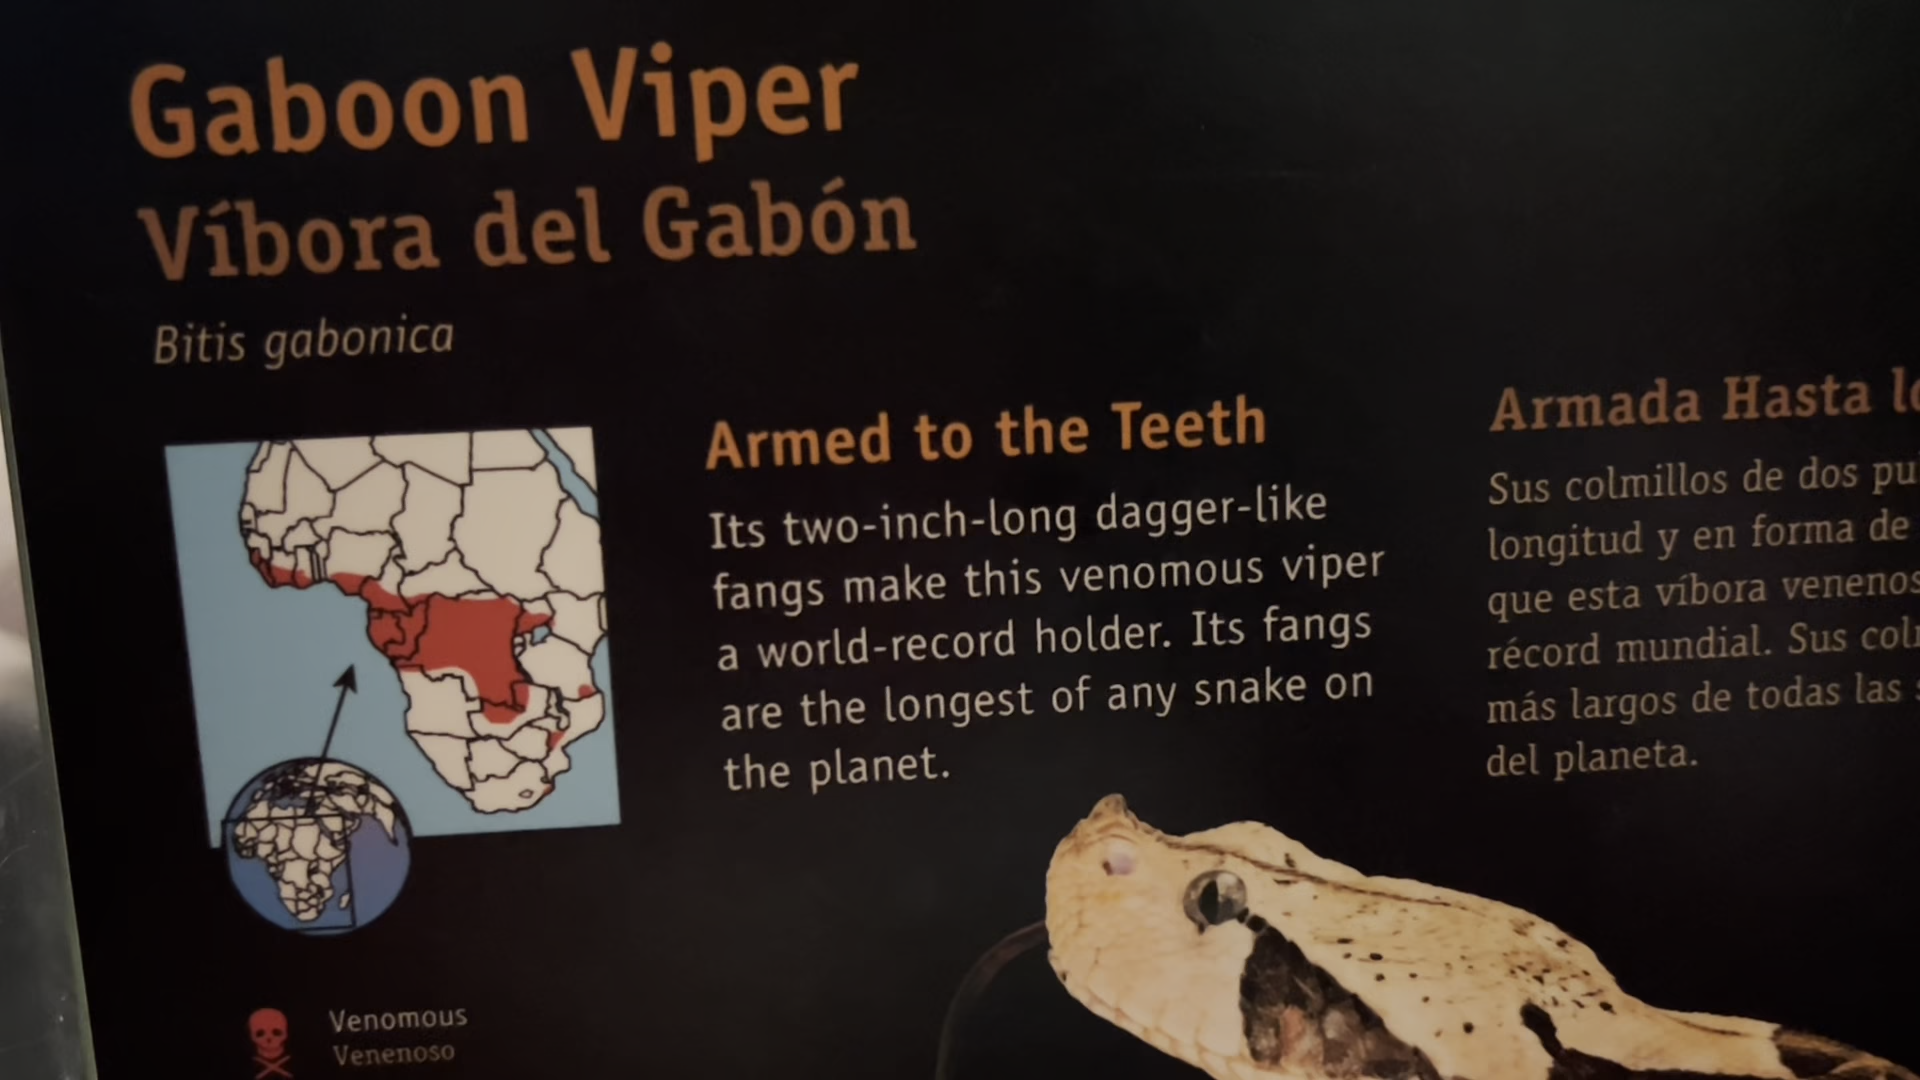 Gaboon Viper
Víbora del Gabón
Bitis gabonica
Armed to the Teeth
Its two-inch-long dagger-like
fangs make this venomous viper
a world-record holder. Its fangs
are the longest of any snake on
the planet.
Armada Hasta
Sus colmillos de dos
longitud y en forma de
que esta víbora
récord mundial. Sus
más largos de todas las
del planeta.
Venomous
Venenoso